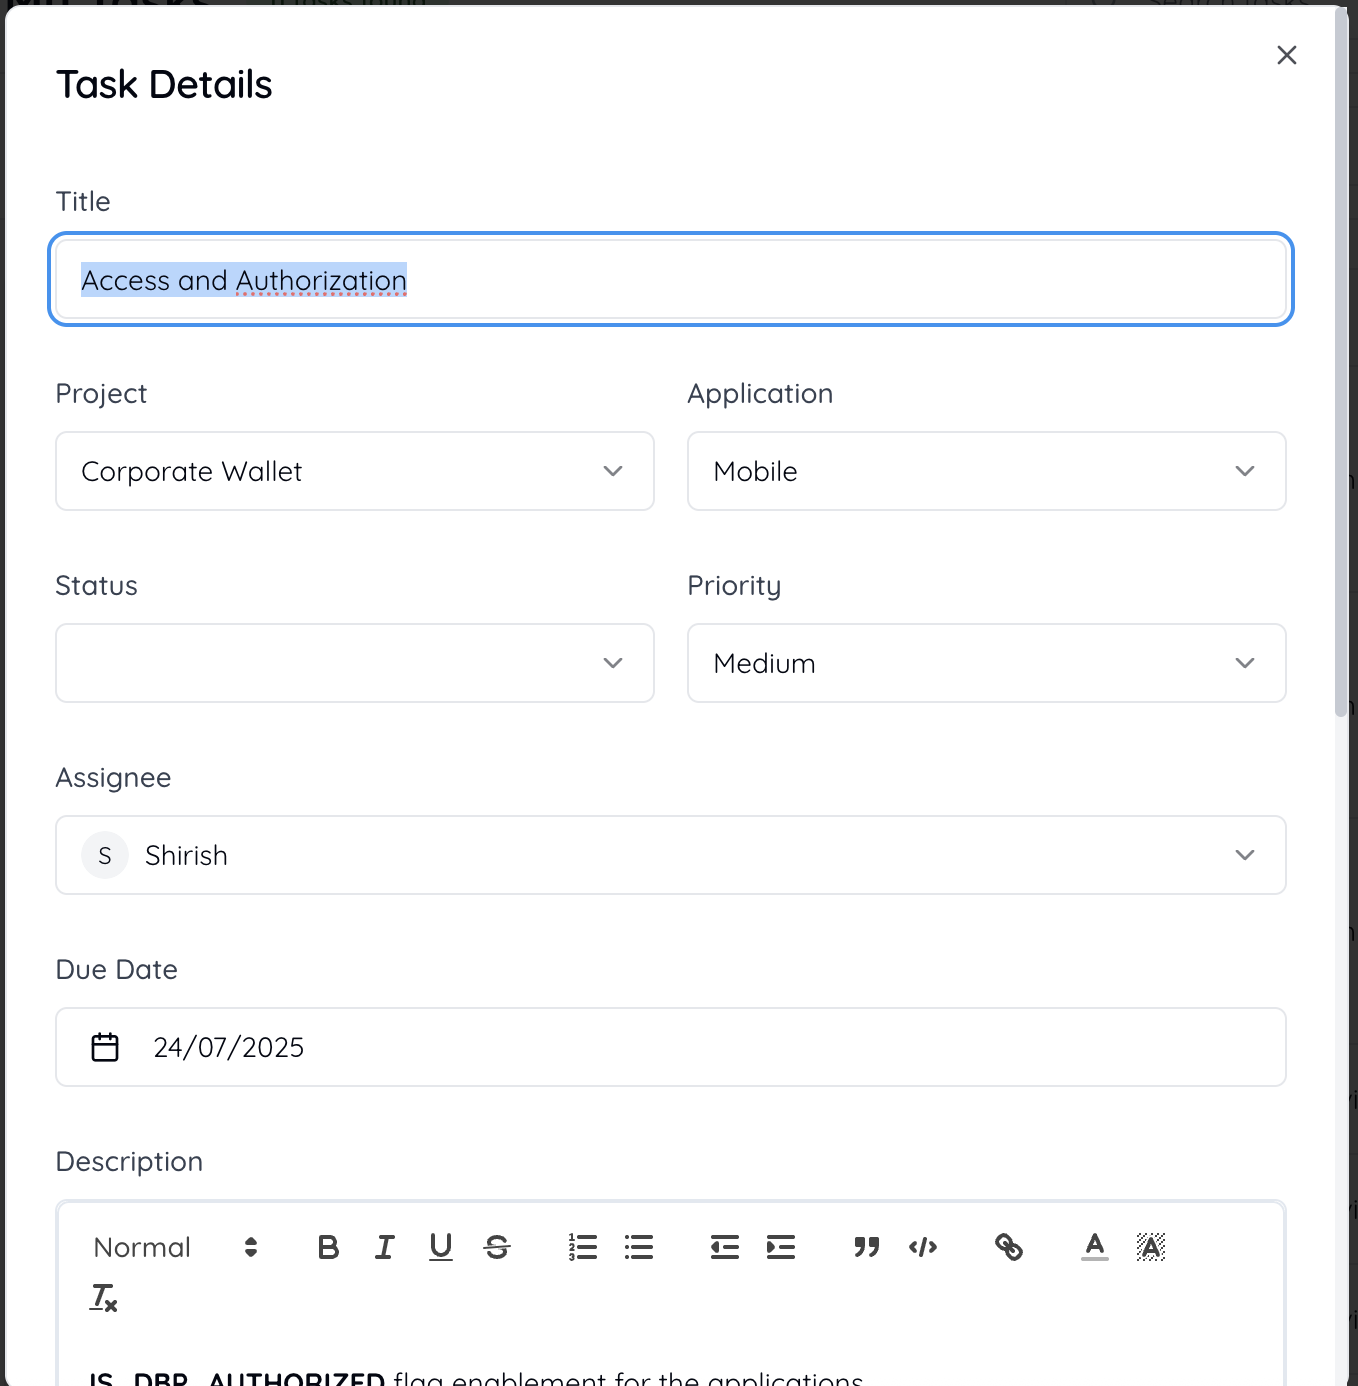 Task Details
Title
Access and Authorization
Project
Application
Corporate Wallet
Mobile
Status
Priority
Medium
Assignee
S Shirish
Due Date
24/07/2025
Description
Normal
IS_DBP_AUTHORIZED flag enablement for the applications